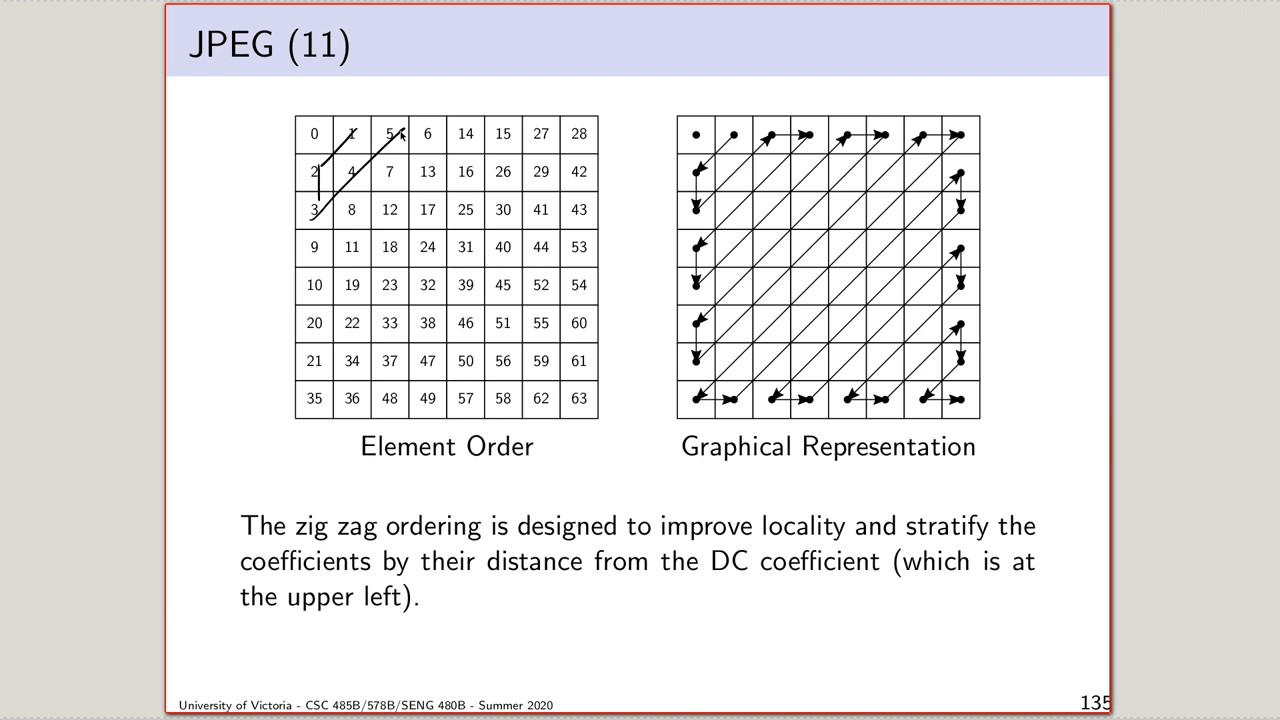 JPEG (11)
0 1 5 6 14 15 27 28
2 4 7 13 16 26 29 42
3 8 12 17 25 30 41 43
9 11 18 24 31 40 44 53
10 19 23 32 39 45 52 54
20 22 33 38 46 51 55 60
21 34 37 47 50 56 59 61
35 36 48 49 57 58 62 63
Element Order
Graphical Representation
The zig zag ordering is designed to improve locality and stratify the
coefficients by their distance from the DC coefficient (which is at
the upper left).
University of Victoria - CSC 485B/578B/SENG 480B - Summer 2020
135